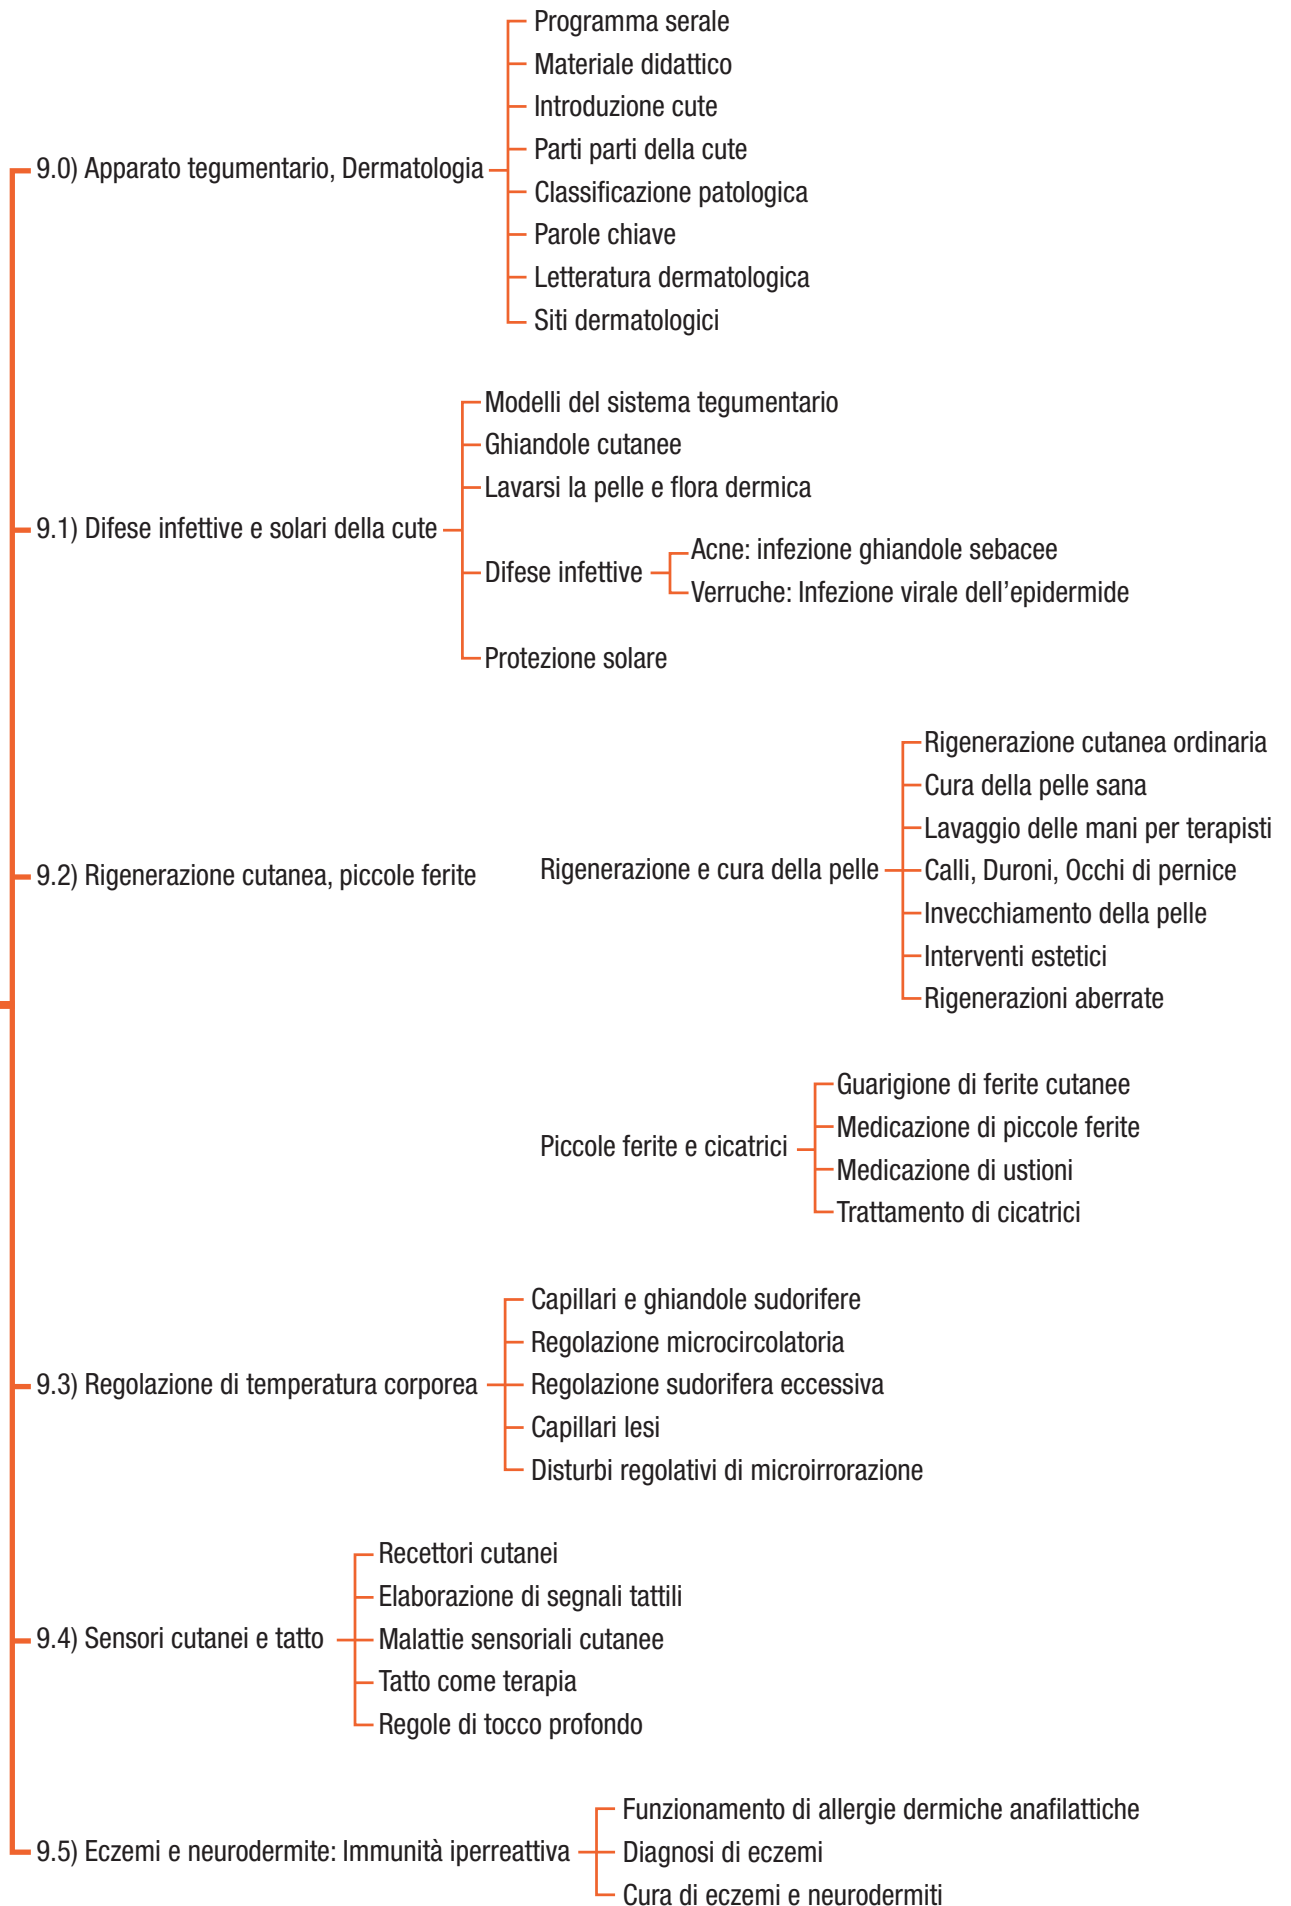 9.0) Apparato tegumentario, Dermatologia
Programma serale
Materiale didattico
Introduzione cute
Parti parti della cute
Classificazione patologica
Parole chiave
Letteratura dermatologica
Siti dermatologici
9.1) Difese infettive e solari della cute
Modelli del sistema tegumentario
Ghiandole cutanee
Lavarsi la pelle e flora dermica
Difese infettive
Acne: infezione ghiandole sebacee
Verruche: Infezione virale dell'epidermide
Protezione solare
9.2) Rigenerazione cutanea, piccole ferite
Rigenerazione e cura della pelle
Rigenerazione cutanea ordinaria
Cura della pelle sana
Lavaggio delle mani per terapisti
Calli, Duroni, Occhi di pernice
Invecchiamento della pelle
Interventi estetici
Rigenerazioni aberrate
Piccole ferite e cicatrici
Guarigione di ferite cutanee
Medicazione di piccole ferite
Medicazione di ustioni
Trattamento di cicatrici
9.3) Regolazione di temperatura corporea
Capillari e ghiandole sudorifere
Regolazione microcircolatoria
Regolazione sudorifera eccessiva
Capillari lesi
Disturbi regolativi di microirrorazione
9.4) Sensori cutanei e tatto
Recettori cutanei
Elaborazione di segnali tattili
Malattie sensoriali cutanee
Tatto come terapia
Regole di tocco profondo
9.5) Eczemi e neurodermite: Immunità iperreattiva
Funzionamento di allergie dermiche anafilattiche
Diagnosi di eczemi
Cura di eczemi e neurodermiti